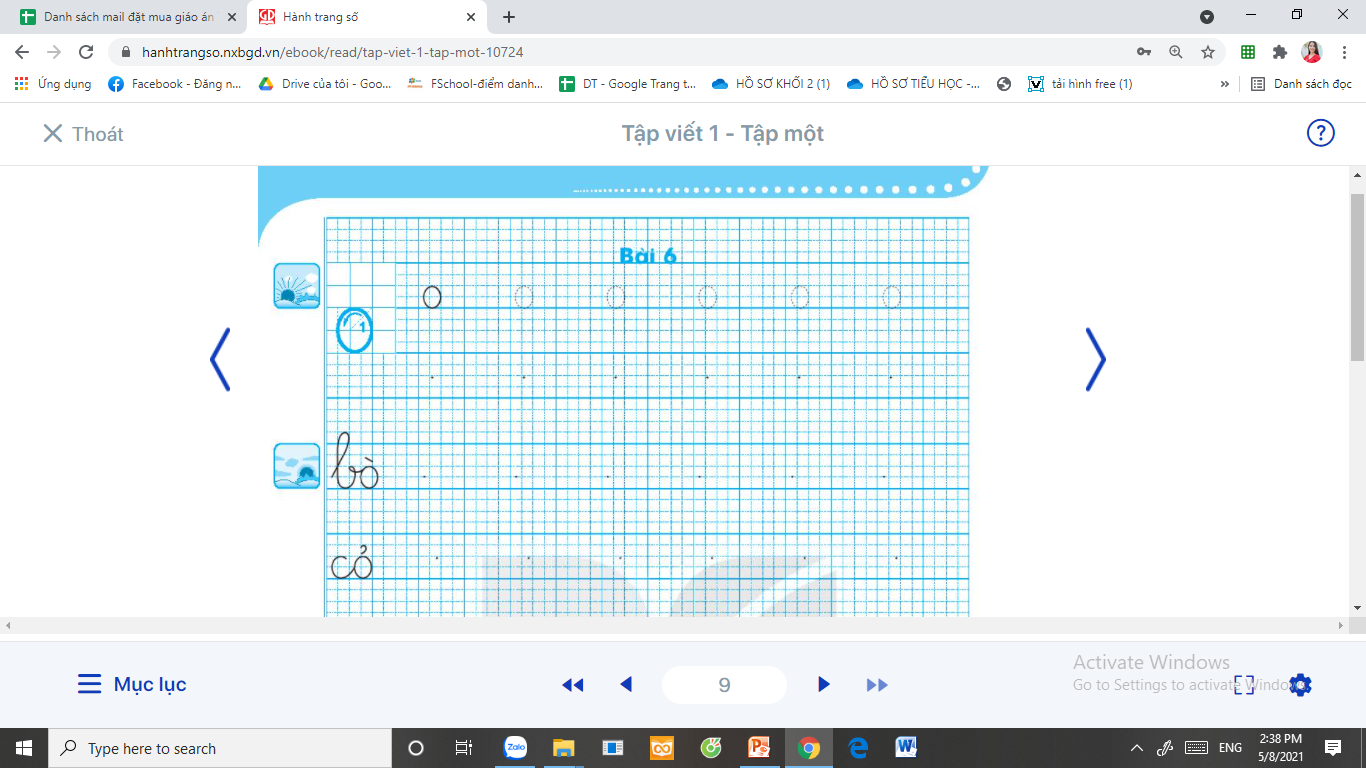 Danh sách mail đặt mua giáo án
Hành trang số
hanhtrangso.nxbgd.vn/ebook/read/tap-viet-1-tap-mot-10724
Ứng dụng Facebook - Đăng n... Drive của tôi - Goo... FSchool-điểm danh... DT - Google Trang t... HỒ SƠ KHỐI 2 (1) HỒ SƠ TIỂU HỌC -... tải hình free (1) » Danh sách đọc
Thoát Tập viết 1 - Tập một ?
Bài 6
o o o o o o
o 1
bò
cỏ
Mục lục 9
Activate Windows
Go to Settings to activate Windows.
Type here to search Zalo ENG 2:38 PM
5/8/2021